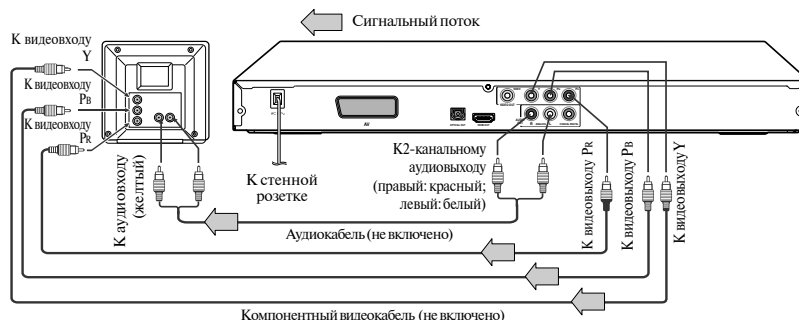 Сигнальный поток
К видеовходу
Y
К видеовходу
PB
К видеовходу
PR
К аудиовходу
(желтый)
AV
К стенной
розетке
К2-канальному
аудиовыходу
(правый: красный;
левый: белый)
К видеовыходу PR
К видеовыходу PB
К видеовыходу Y
Аудиокабель (не включено)
Компонентный видеокабель (не включено)